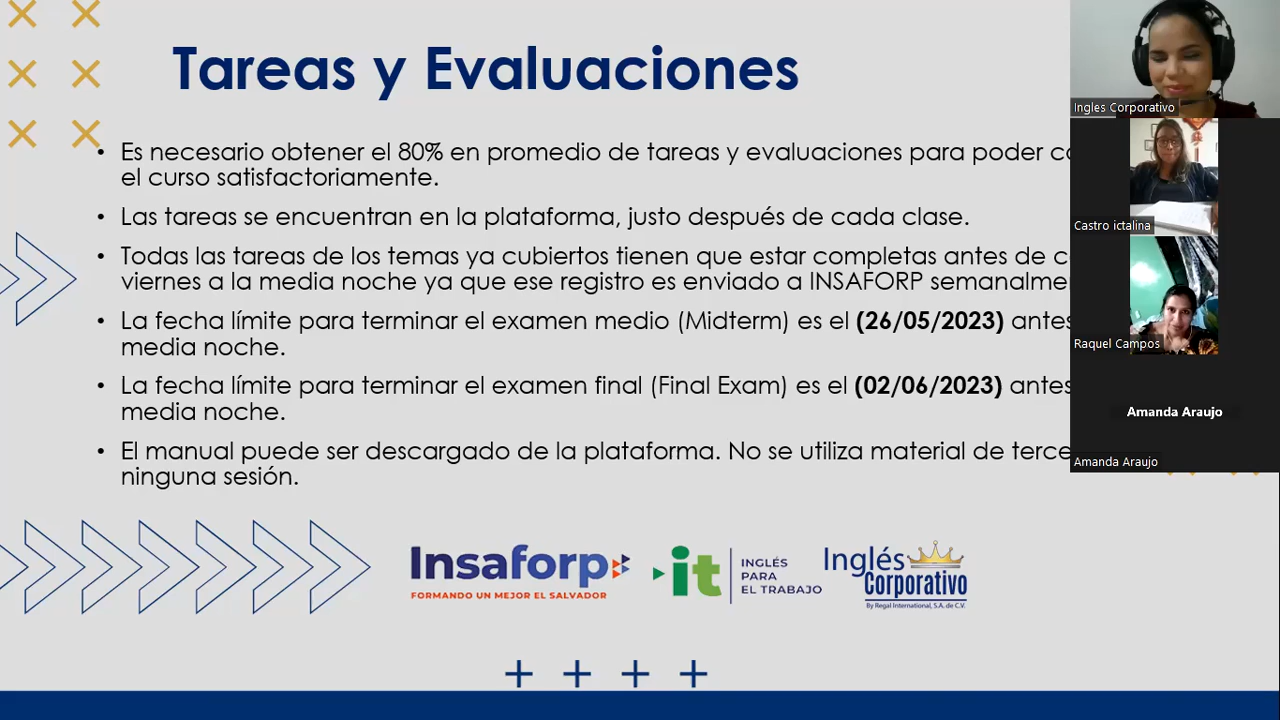 Tareas y Evaluaciones
• Es necesario obtener el 80% en promedio de tareas y evaluaciones para poder
el curso satisfactoriamente.
• Las tareas se encuentran en la plataforma, justo después de cada clase.
• Todas las tareas de los temas ya cubiertos tienen que estar completas antes de
viernes a la media noche ya que ese registro es enviado a INSAFORP
• La fecha límite para terminar el examen medio (Midterm) es el (26/05/2023) antes
media noche.
• La fecha límite para terminar el examen final (Final Exam) es el (02/06/2023) antes
media noche.
• El manual puede ser descargado de la plataforma. No se utiliza material de
ninguna sesión.
Insaforp
FORMANDO UN MEJOR EL SALVADOR
it
INGLÉS
PARA
EL TRABAJO
Inglés
Corporativo
By Regal International, S.A. de C.V.
Ingles Corporativo
Castro ictalina
Raquel Campos
Amanda Araujo
Amanda Araujo